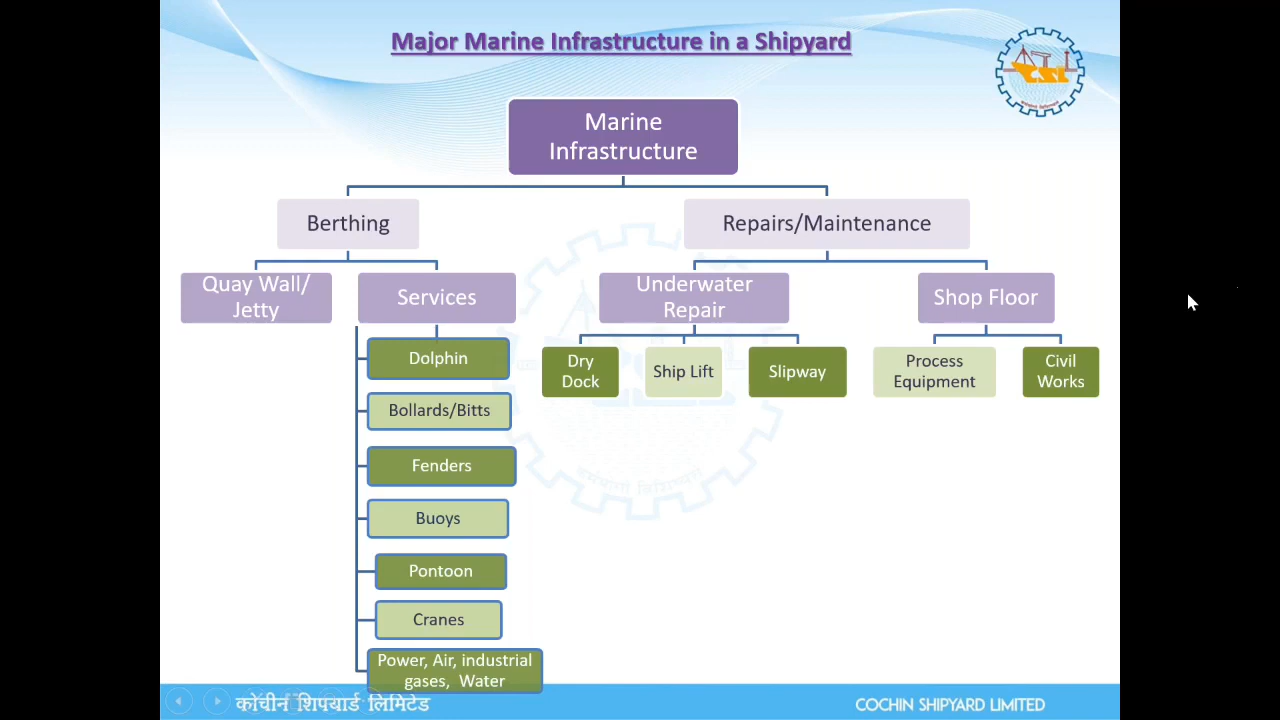 Major Marine Infrastructure in a Shipyard
CSL
Marine
Infrastructure
Berthing
Repairs/Maintenance
Quay Wall/
Jetty
Services
Underwater
Repair
Shop Floor
Dolphin
Dry
Dock
Ship Lift
Slipway
Process
Equipment
Civil
Works
Bollards/Bitts
Fenders
Buoys
Pontoon
Cranes
Power, Air, industrial
gases, Water
कोचीन शिपयार्ड लिमिटेड
COCHIN SHIPYARD LIMITED